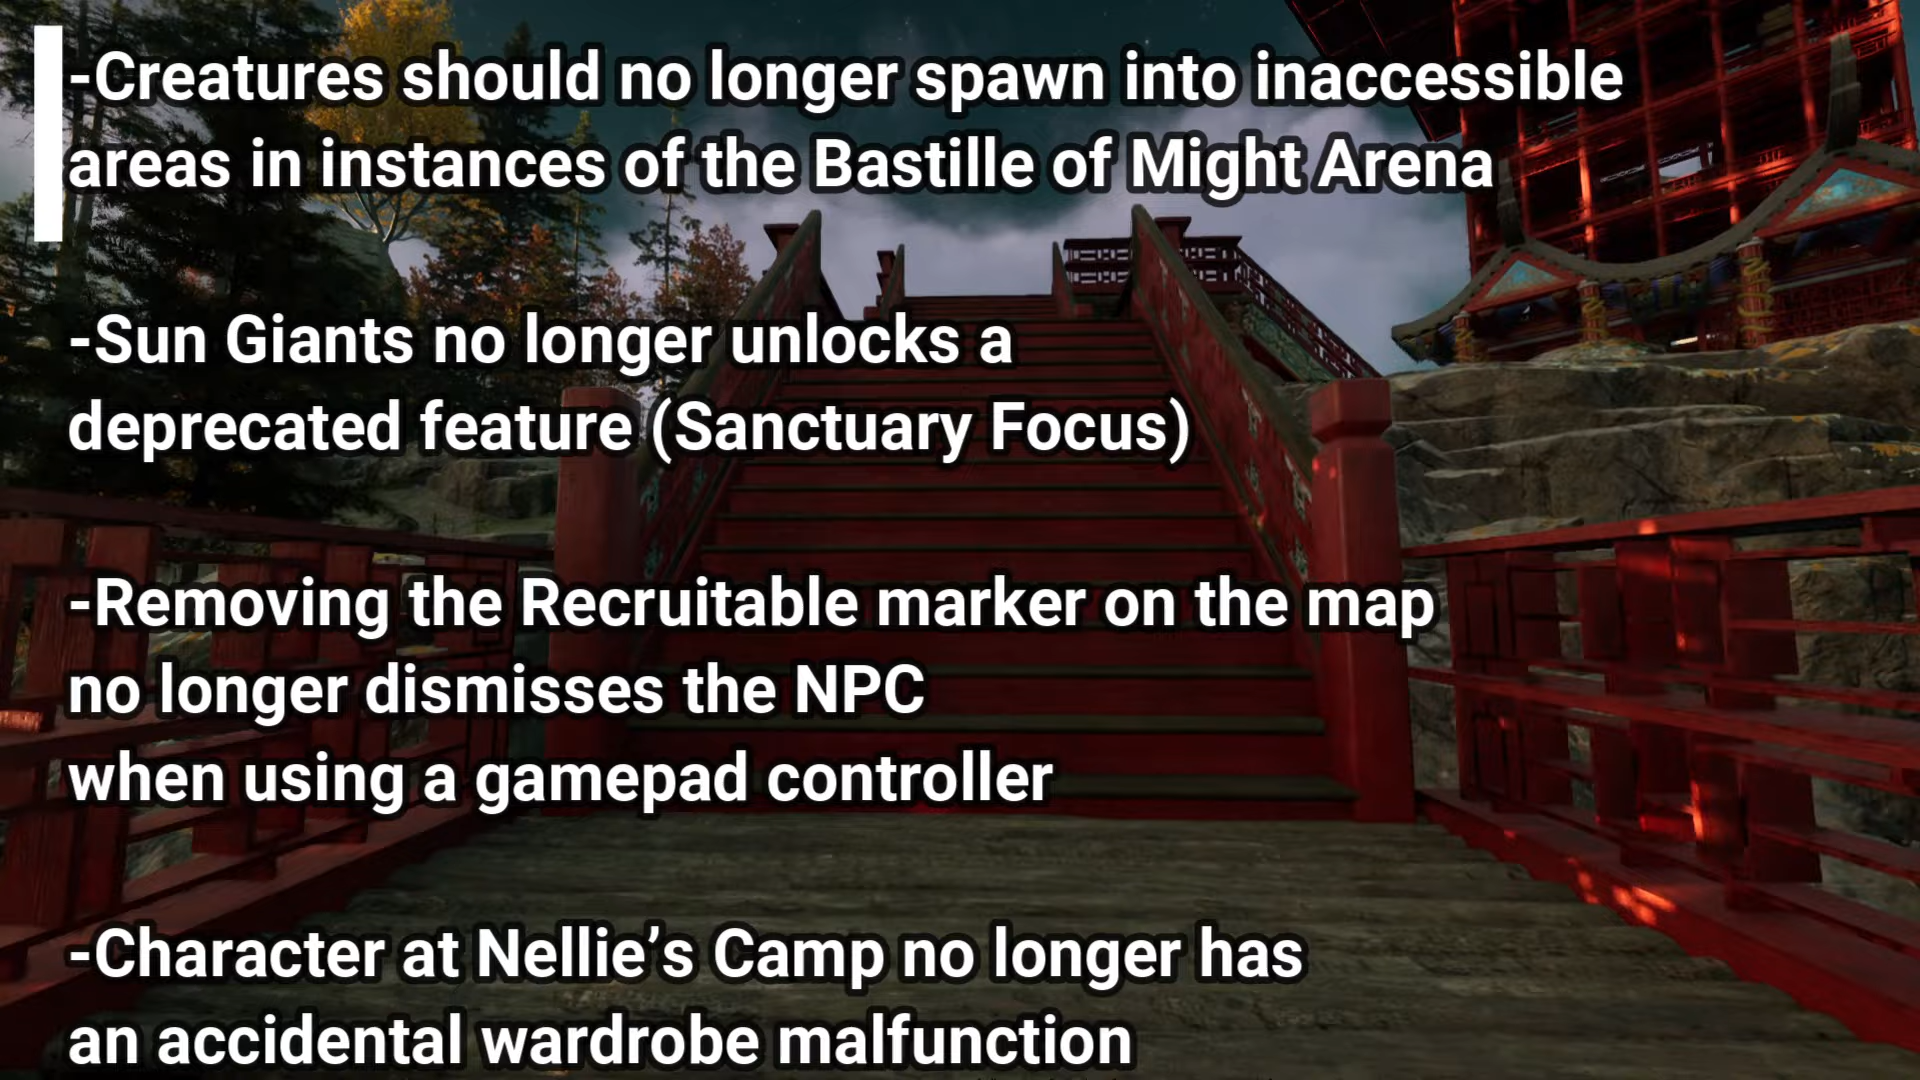 -Creatures should no longer spawn into inaccessible
areas in instances of the Bastille of Might Arena
-Sun Giants no longer unlocks a
deprecated feature (Sanctuary Focus)
-Removing the Recruitable marker on the map
no longer dismisses the NPC
when using a gamepad controller
-Character at Nellie’s Camp no longer has
an accidental wardrobe malfunction